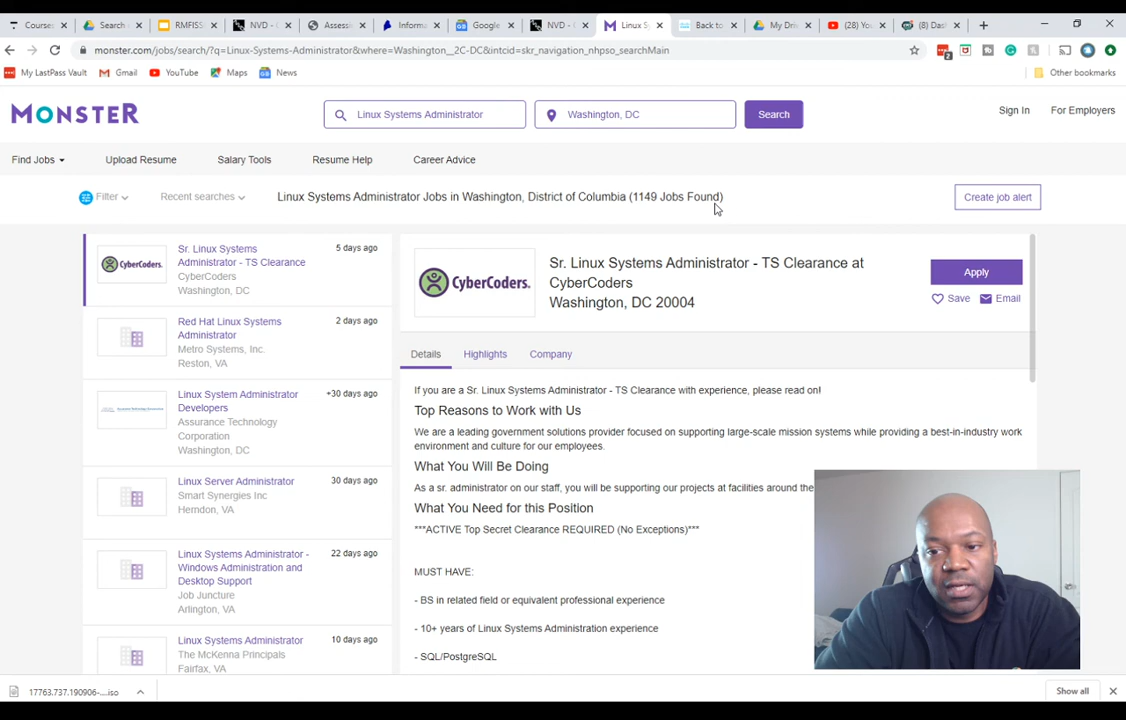 Courses
Search
RMFISS
NVD -
Assess
Informa
Google
NVD -
Linux S
Back to
My Dri
(28) Yo
(8) Das
monster.com/jobs/search/?q=Linux-Systems-Administrator&where=Washington__2C-DC&intcid=skr_navigation_nhpso_searchMain
2
My LastPass Vault
Gmail
YouTube
Maps
News
Other bookmarks
MONSTER
Linux Systems Administrator
Washington, DC
Search
Sign In
For Employers
Find Jobs
Upload Resume
Salary Tools
Resume Help
Career Advice
Filter
Recent searches
Linux Systems Administrator Jobs in Washington, District of Columbia (1149 Jobs Found)
Create job alert
CyberCoders.
Sr. Linux Systems
Administrator - TS Clearance
CyberCoders
Washington, DC
5 days ago
Red Hat Linux Systems
Administrator
Metro Systems, Inc.
Reston, VA
2 days ago
Linux System Administrator
Developers
Assurance Technology
Corporation
Washington, DC
+30 days ago
Linux Server Administrator
Smart Synergies Inc
Herndon, VA
30 days ago
Linux Systems Administrator -
Windows Administration and
Desktop Support
Job Juncture
Arlington, VA
22 days ago
Linux Systems Administrator
The McKenna Principals
Fairfax, VA
10 days ago
CyberCoders.
Sr. Linux Systems Administrator - TS Clearance at
CyberCoders
Washington, DC 20004
Apply
Save
Email
Details
Highlights
Company
If you are a Sr. Linux Systems Administrator - TS Clearance with experience, please read on!
Top Reasons to Work with Us
We are a leading government solutions provider focused on supporting large-scale mission systems while providing a best-in-industry work
environment and culture for our employees.
What You Will Be Doing
As a sr. administrator on our staff, you will be supporting our projects at facilities around the
What You Need for this Position
***ACTIVE Top Secret Clearance REQUIRED (No Exceptions)***
MUST HAVE:
- BS in related field or equivalent professional experience
- 10+ years of Linux Systems Administration experience
- SQL/PostgreSQL
17763.737.190906-....iso
Show all